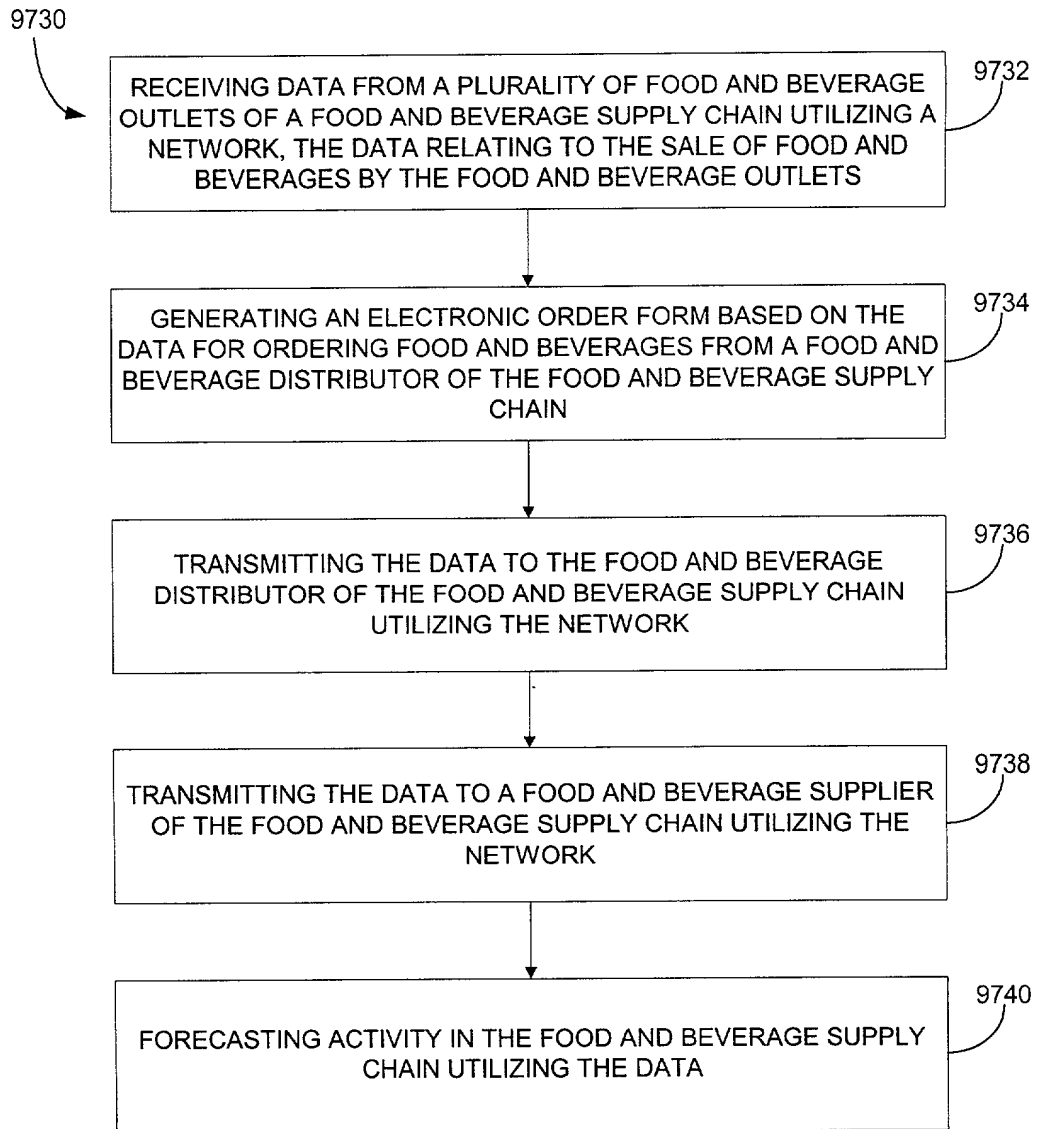 9730
9732
RECEIVING DATA FROM A PLURALITY OF FOOD AND BEVERAGE
OUTLETS OF A FOOD AND BEVERAGE SUPPLY CHAIN UTILIZING A
NETWORK, THE DATA RELATING TO THE SALE OF FOOD AND
BEVERAGES BY THE FOOD AND BEVERAGE OUTLETS
9734
GENERATING AN ELECTRONIC ORDER FORM BASED ON THE
DATA FOR ORDERING FOOD AND BEVERAGES FROM A FOOD AND
BEVERAGE DISTRIBUTOR OF THE FOOD AND BEVERAGE SUPPLY
CHAIN
9736
TRANSMITTING THE DATA TO THE FOOD AND BEVERAGE
DISTRIBUTOR OF THE FOOD AND BEVERAGE SUPPLY CHAIN
UTILIZING THE NETWORK
9738
TRANSMITTING THE DATA TO A FOOD AND BEVERAGE SUPPLIER
OF THE FOOD AND BEVERAGE SUPPLY CHAIN UTILIZING THE
NETWORK
9740
FORECASTING ACTIVITY IN THE FOOD AND BEVERAGE SUPPLY
CHAIN UTILIZING THE DATA